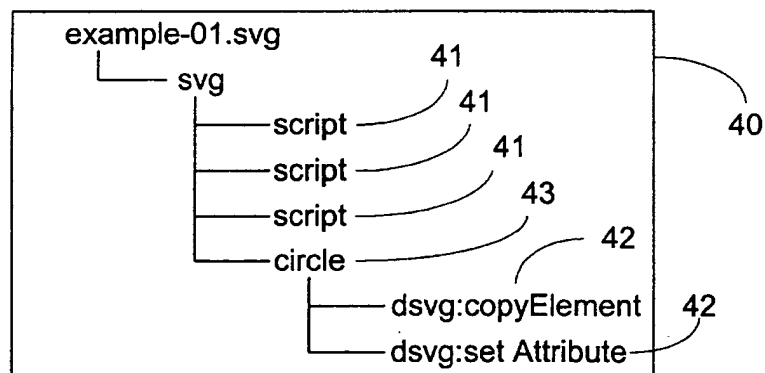 example-01.svg
svg
41
script
41
40
script
41
script
43
circle
42
dsvg:copyElement
42
dsvg:set Attribute